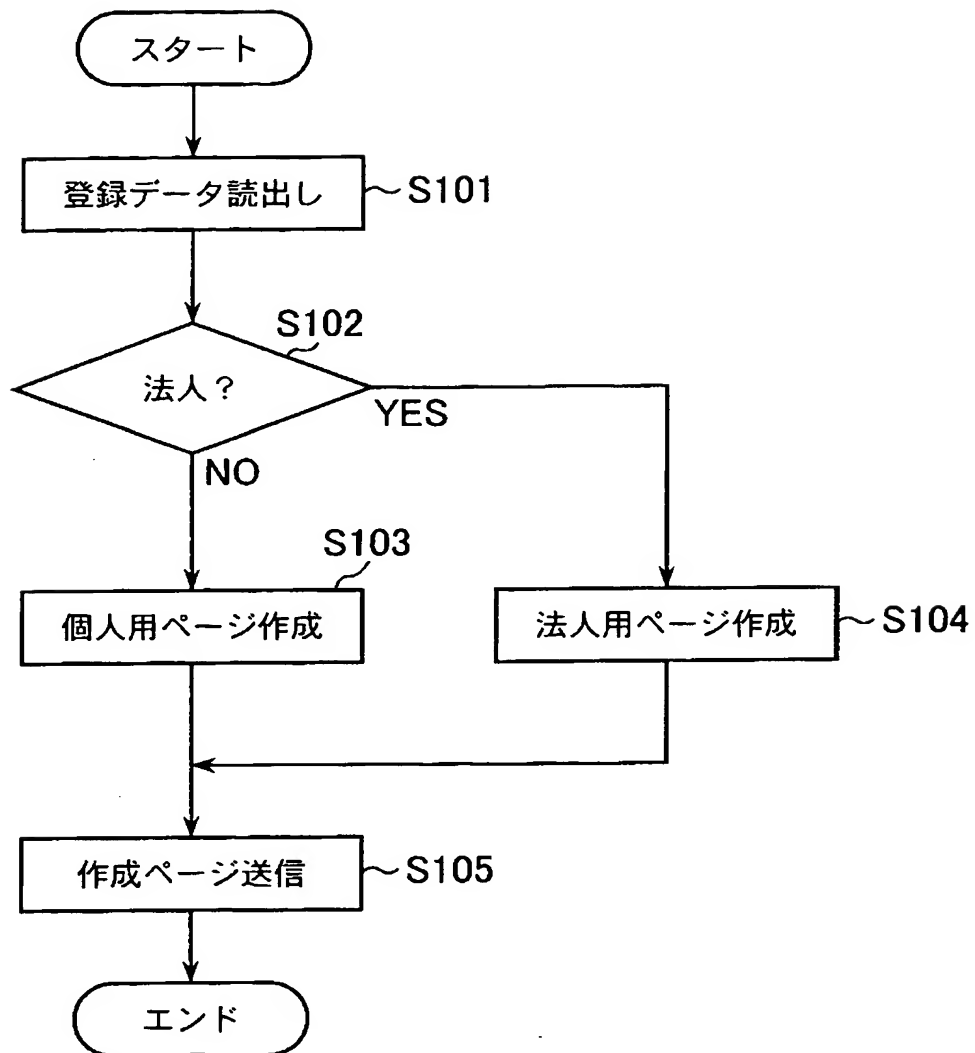 スタート
登録データ読出し
S101
S102
法人?
YES
NO
S103
個人用ページ作成
法人用ページ作成
S104
作成ページ送信
S105
エンド